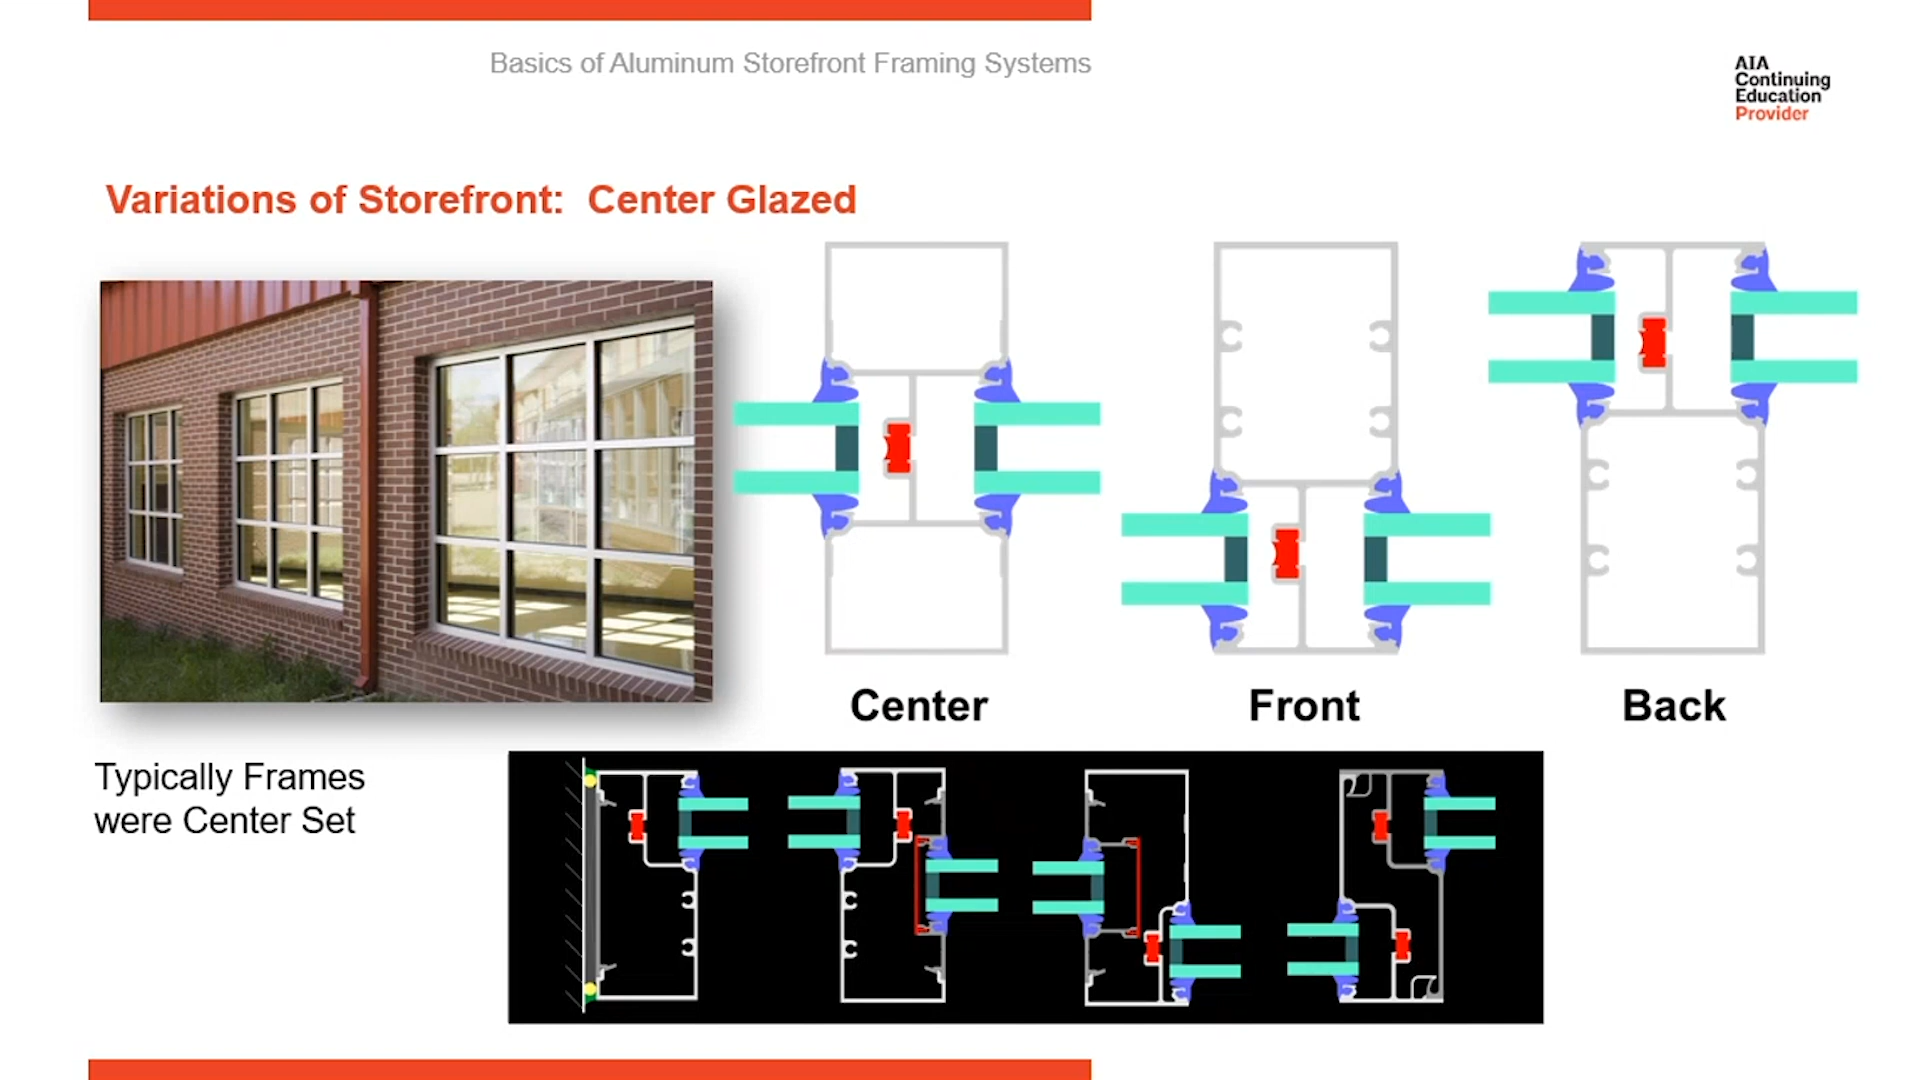 Basics of Aluminum Storefront Framing Systems
AIA
Continuing
Education
Provider
Variations of Storefront: Center Glazed
Center
Front
Back
Typically Frames
were Center Set